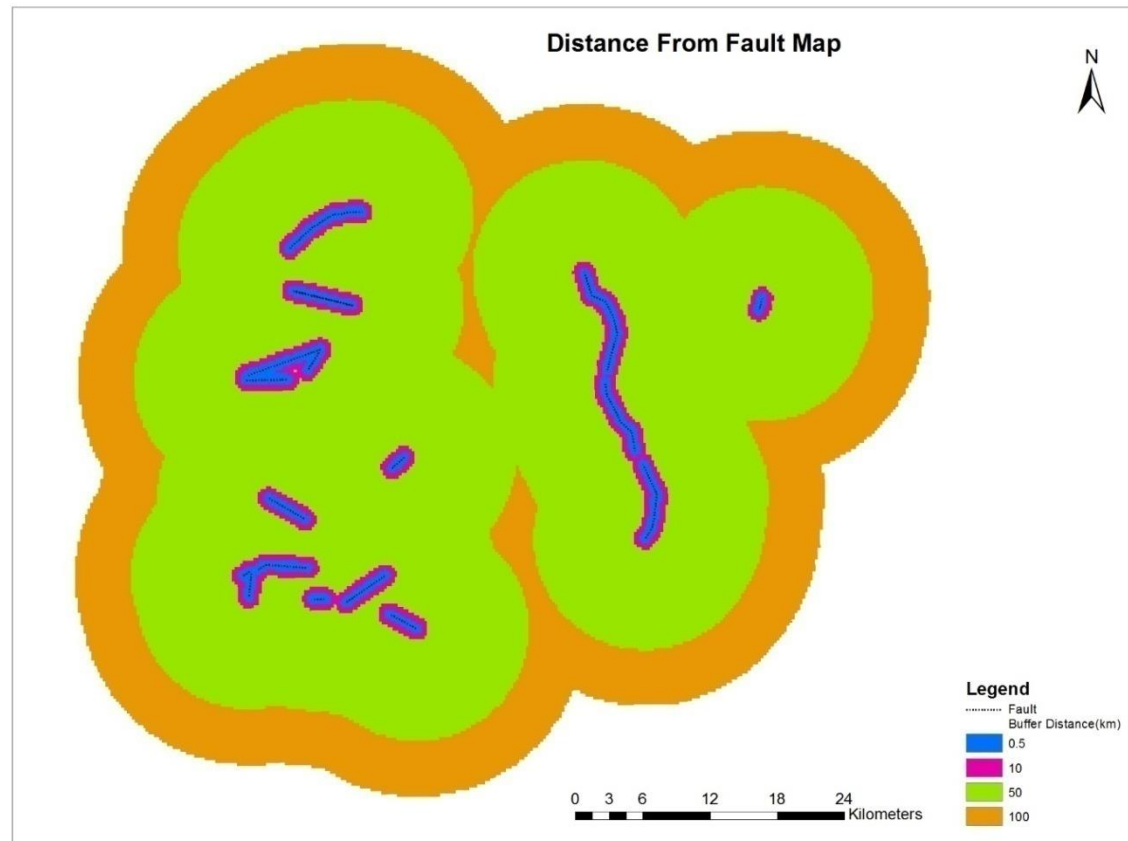 Distance From Fault Map
N
Legend
Fault
Buffer Distance(km)
0.5
10
50
100
0 3 6 12 18 24
Kilometers